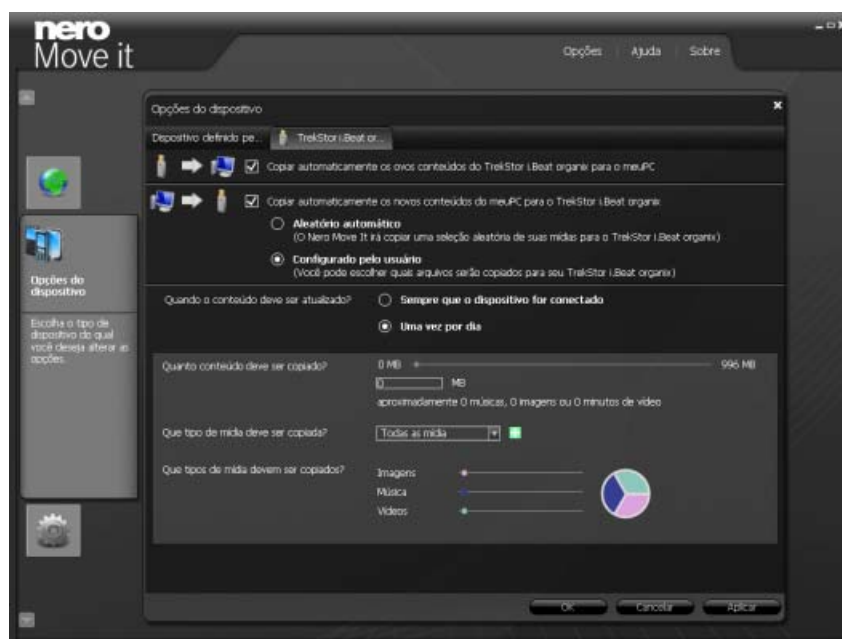 nero
Move it
Opções
Ajuda
Sobre
Opções do dispositivo
Dispositivo definido pe...
TrekStor i.Beat or...
Copiar automaticamente os ovos conteúdos do TrekStor i.Beat organix para o meuPC
Copiar automaticamente os novos conteúdos do meuPC para o TrekStor i.Beat organix
Aleatório automático
(O Nero Move It irá copiar uma seleção aleatória de suas mídias para o TrekStor i.Beat organix)
Configurado pelo usuário
(Você pode escolher quais arquivos serão copiados para seu TrekStor i.Beat organix)
Opções do
dispositivo
Escolha o tipo de
dispositivo do qual
você deseja alterar as
opções.
Quando o conteúdo deve ser atualizado?
Sempre que o dispositivo for conectado
Uma vez por dia
Quanto conteúdo deve ser copiado?
0 MB
996 MB
0
MB
aproximadamente 0 músicas, 0 imagens ou 0 minutos de vídeo
Que tipo de mídia deve ser copiada?
Todas as mídia
Que tipos de mídia devem ser copiados?
Imagens
Música
Vídeos
OK
Cancelar
Aplicar